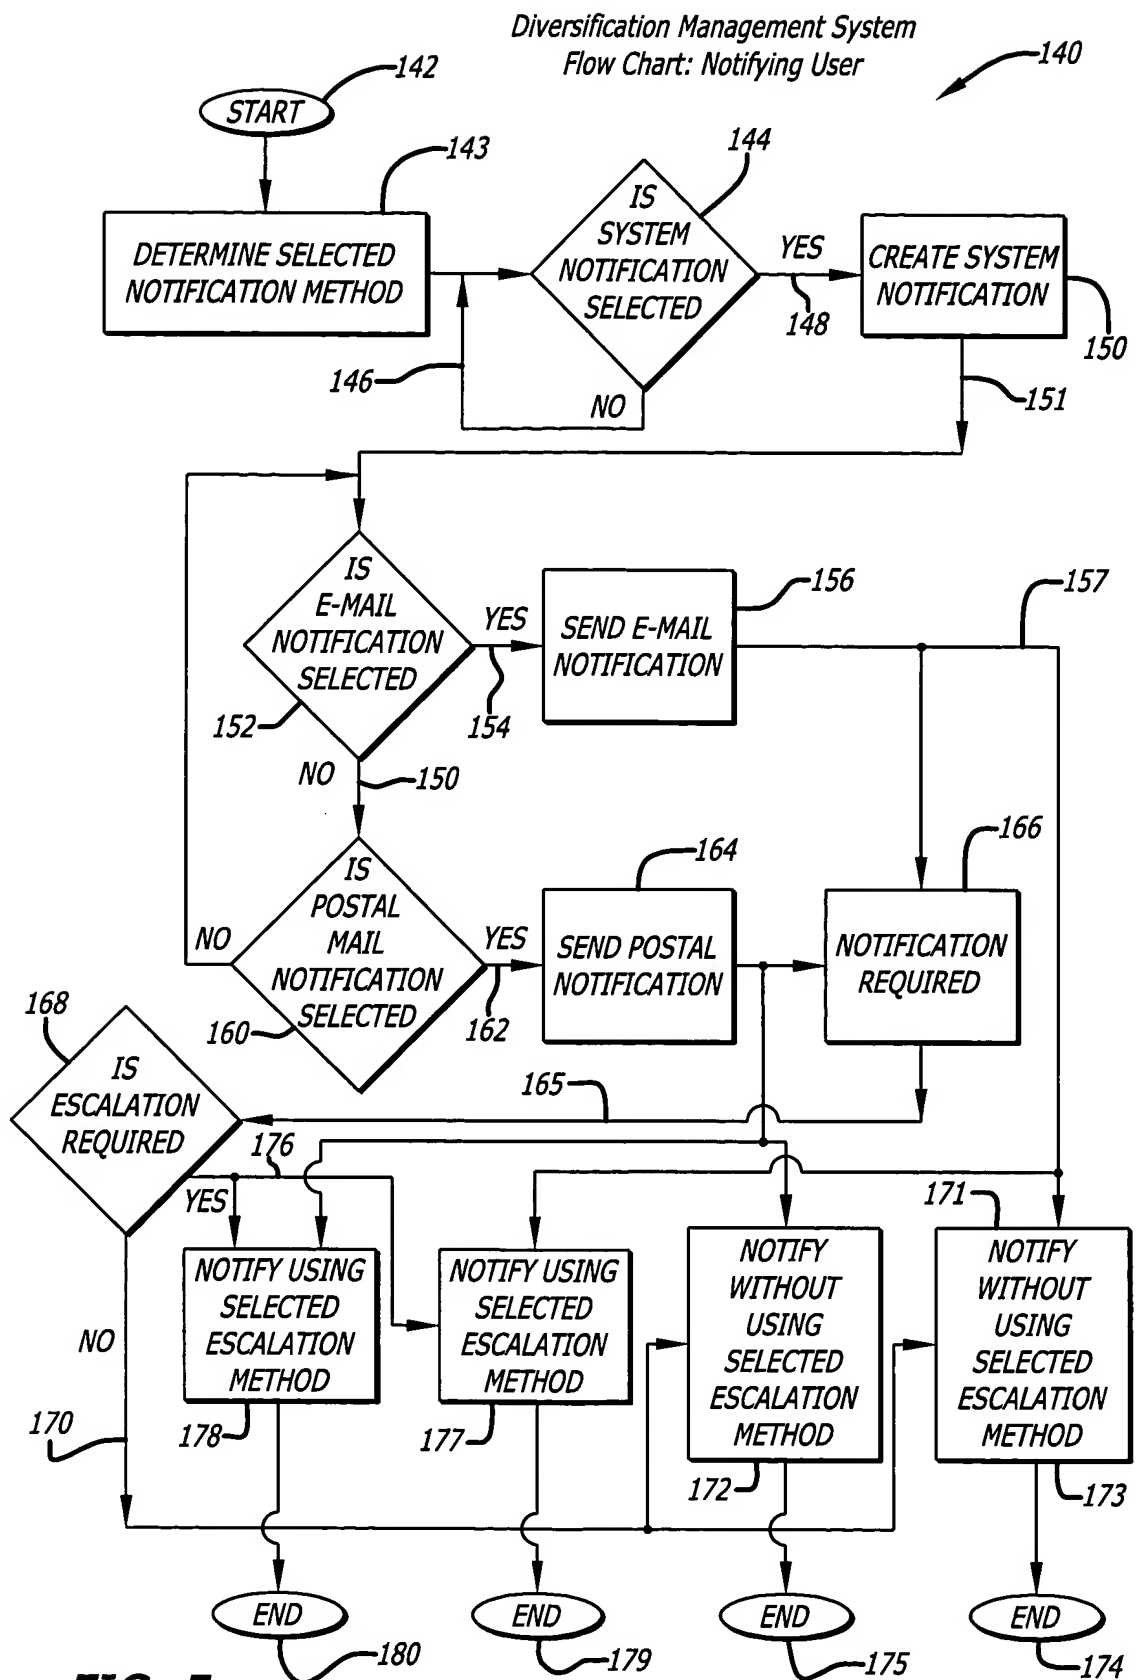 Diversification Management System
Flow Chart: Notifying User
140
142
START
143
144
DETERMINE SELECTED
NOTIFICATION METHOD
IS
SYSTEM
NOTIFICATION
SELECTED
YES
148
CREATE SYSTEM
NOTIFICATION
150
146
NO
151
IS
E-MAIL
NOTIFICATION
SELECTED
152
YES
154
SEND E-MAIL
NOTIFICATION
156
157
NO
150
IS
POSTAL
MAIL
NOTIFICATION
SELECTED
NO
160
YES
162
164
SEND POSTAL
NOTIFICATION
166
NOTIFICATION
REQUIRED
168
IS
ESCALATION
REQUIRED
165
176
YES
171
NO
170
NOTIFY USING
SELECTED
ESCALATION
METHOD
178
NOTIFY USING
SELECTED
ESCALATION
METHOD
177
NOTIFY
WITHOUT
USING
SELECTED
ESCALATION
METHOD
172
NOTIFY
WITHOUT
USING
SELECTED
ESCALATION
METHOD
173
END
180
END
179
END
175
END
174